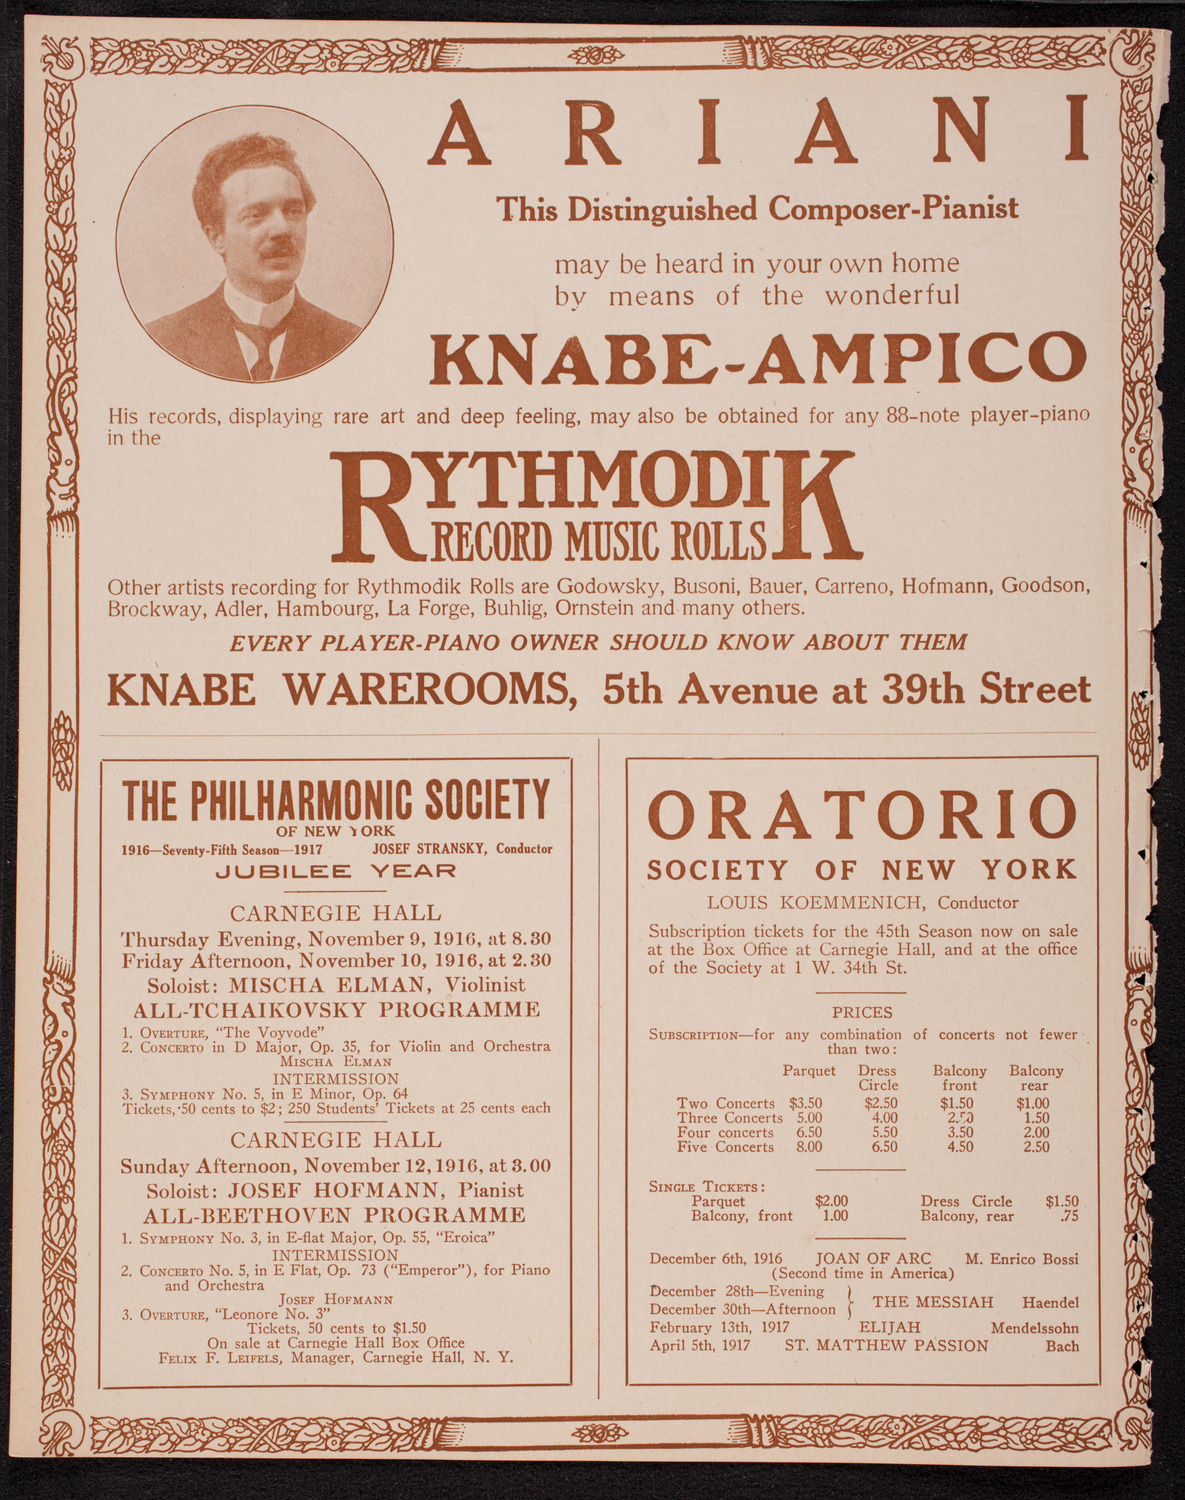 ARIANI
This Distinguished Composer-Pianist
may be heard in your own home
by means of the wonderful
KNABE-AMPICO
His records, displaying rare art and deep feeling, may also be obtained for any 88-note player-piano
in the
RYTHMODIK
RECORD MUSIC ROLLS
Other artists recording for Rythmodik Rolls are Godowsky, Busoni, Bauer, Carreno, Hofmann, Goodson,
Brockway, Adler, Hambourg, La Forge, Buhlig, Ornstein and many others.
EVERY PLAYER-PIANO OWNER SHOULD KNOW ABOUT THEM
KNABE WAREROOMS, 5th Avenue at 39th Street
THE PHILHARMONIC SOCIETY
OF NEW YORK
1916—Seventy-Fifth Season—1917 JOSEF STRANSKY, Conductor
JUBILEE YEAR
CARNEGIE HALL
Thursday Evening, November 9, 1916, at 8.30
Friday Afternoon, November 10, 1916, at 2.30
Soloist: MISCHA ELMAN, Violinist
ALL-TCHAIKOVSKY PROGRAMME
1. OVERTURE, "The Voyvode"
2. CONCERTO in D Major, Op. 35, for Violin and Orchestra
MISCHA ELMAN
INTERMISSION
3. SYMPHONY No. 5, in E Minor, Op. 64
Tickets, 50 cents to $2; 250 Students' Tickets at 25 cents each
CARNEGIE HALL
Sunday Afternoon, November 12, 1916, at 3.00
Soloist: JOSEF HOFMANN, Pianist
ALL-BEETHOVEN PROGRAMME
1. SYMPHONY No. 3, in E-flat Major, Op. 55, "Eroica"
INTERMISSION
2. CONCERTO No. 5, in E Flat, Op. 73 ("Emperor"), for Piano
and Orchestra
JOSEF HOFMANN
3. OVERTURE, "Leonore No. 3"
Tickets, 50 cents to $1.50
On sale at Carnegie Hall Box Office
FELIX F. LEIFELS, Manager, Carnegie Hall, N. Y.
ORATORIO
SOCIETY OF NEW YORK
LOUIS KOEMMENICH, Conductor
Subscription tickets for the 45th Season now on sale
at the Box Office at Carnegie Hall, and at the office
of the Society at 1 W. 34th St.
PRICES
SUBSCRIPTION—for any combination of concerts not fewer
than two:
Parquet Dress Balcony Balcony
Circle front rear
Two Concerts $3.50 $2.50 $1.50 $1.00
Three Concerts 5.00 4.00 2.50 1.50
Four concerts 6.50 5.50 3.50 2.00
Five Concerts 8.00 6.50 4.50 2.50
SINGLE TICKETS:
Parquet $2.00 Dress Circle $1.50
Balcony, front 1.00 Balcony, rear .75
December 6th, 1916 JOAN OF ARC M. Enrico Bossi
(Second time in America)
December 28th—Evening
December 30th—Afternoon } THE MESSIAH Haendel
February 13th, 1917 ELIJAH Mendelssohn
April 5th, 1917 ST. MATTHEW PASSION Bach